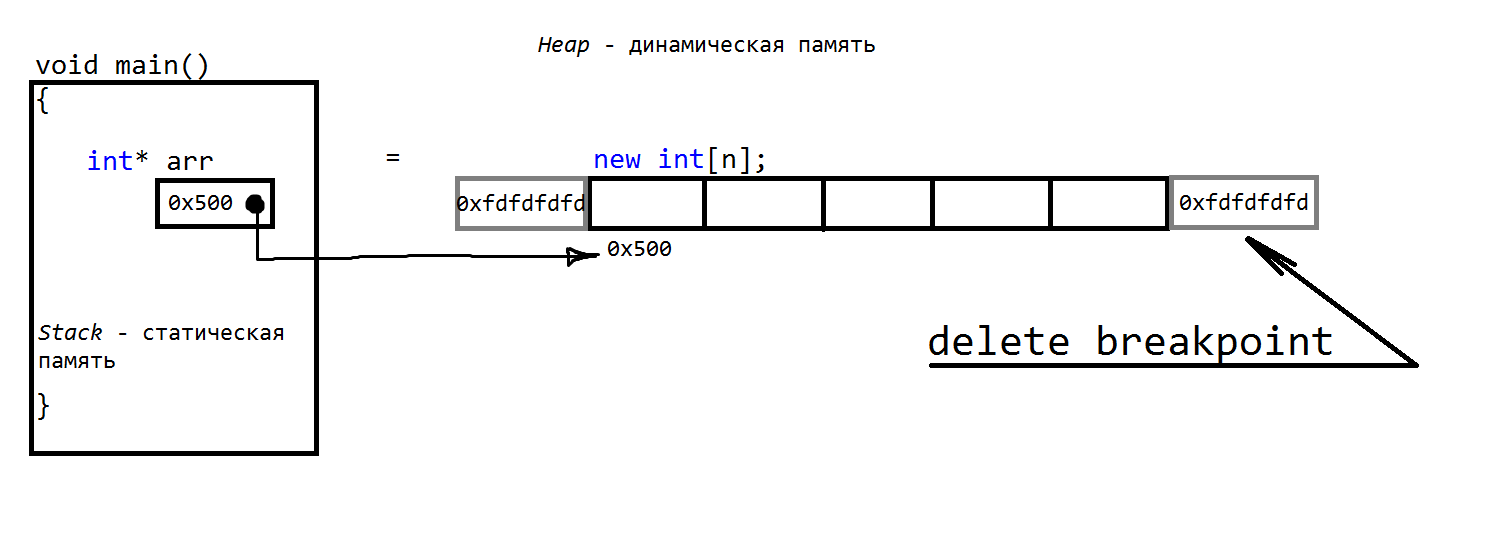 Heap - динамическая память
void main()
{
int* arr = new int[n];
0x500 0xfdfdfdfd 0xfdfdfdfd
0x500
Stack - статическая
память
delete breakpoint
}